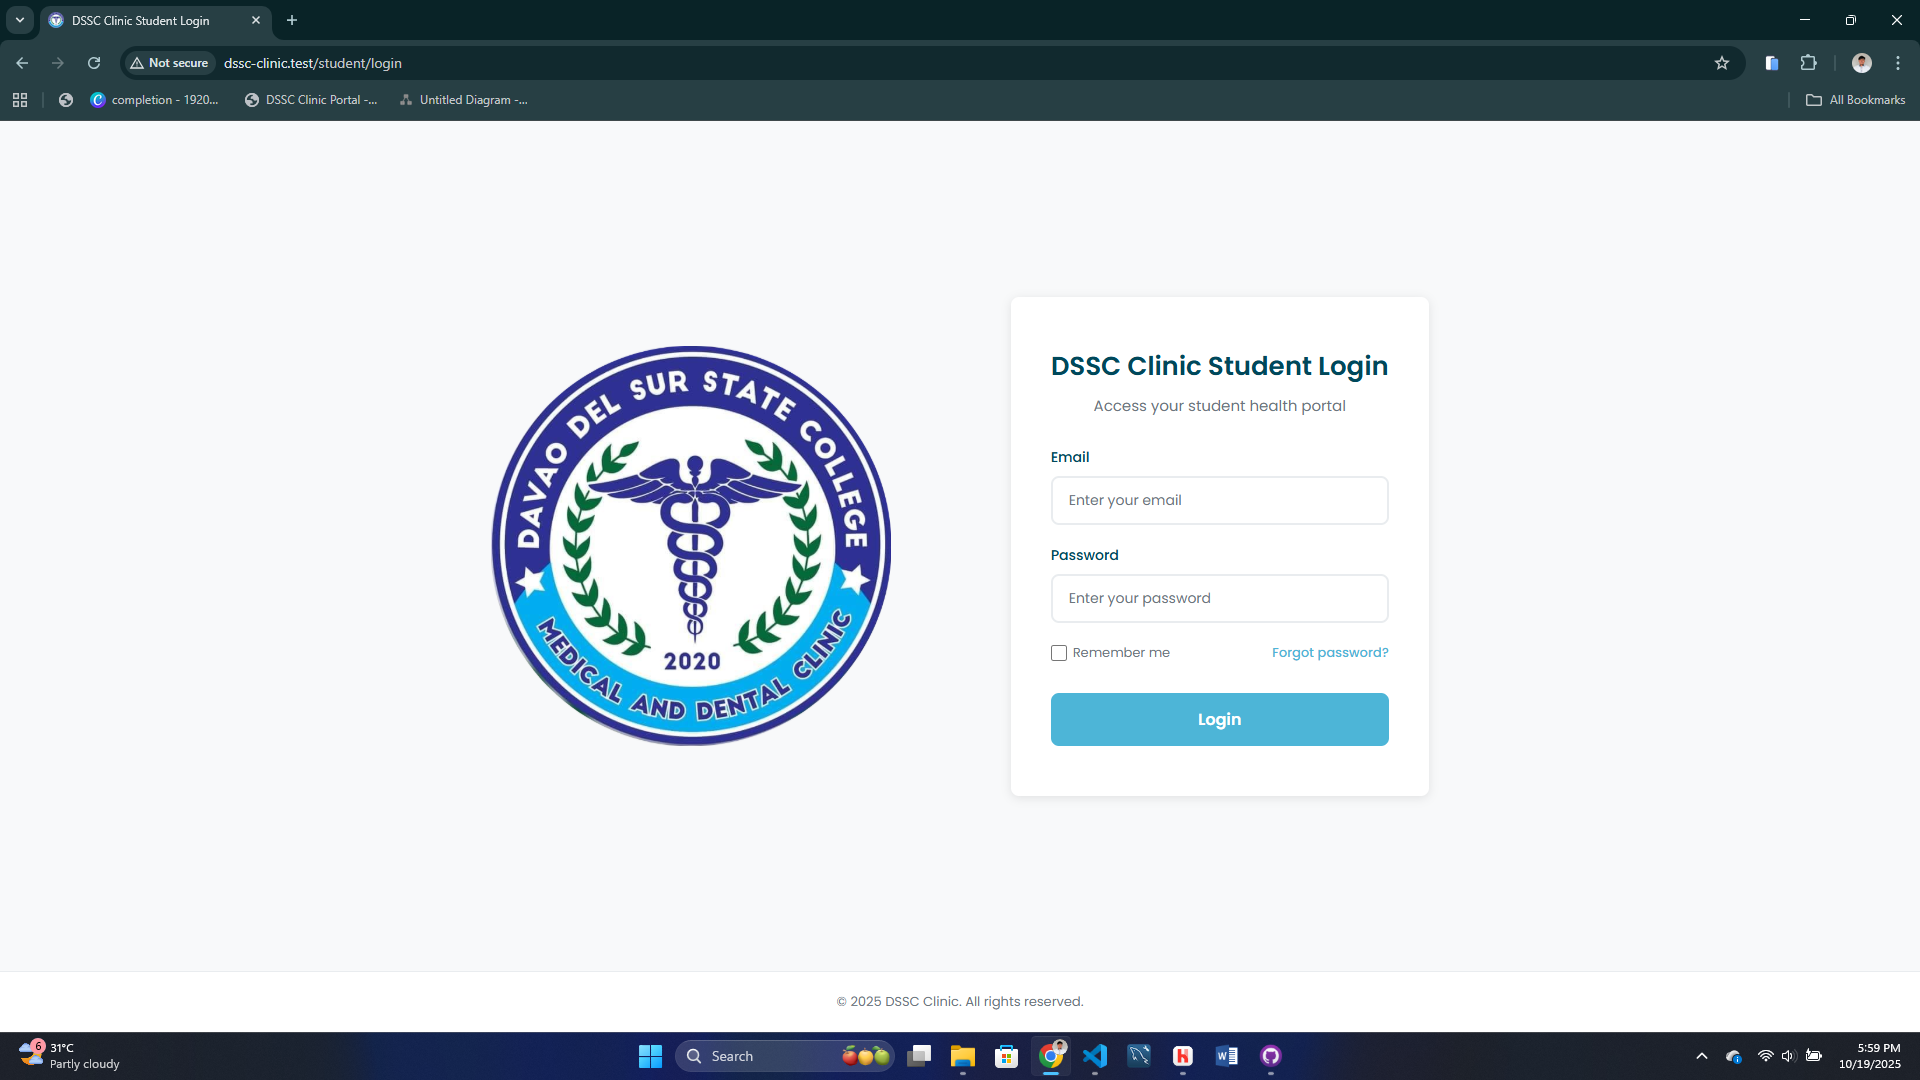 DSSC Clinic Student Login
Not secure
dssc-clinic.test/student/login
completion - 1920...
DSSC Clinic Portal -...
Untitled Diagram -...
All Bookmarks
DAVAO DEL SUR STATE COLLEGE
2020
MEDICAL AND DENTAL CLINIC
DSSC Clinic Student Login
Access your student health portal
Email
Enter your email
Password
Enter your password
Remember me
Forgot password?
Login
© 2025 DSSC Clinic. All rights reserved.
6
31°C
Partly cloudy
Search
5:59 PM
10/19/2025